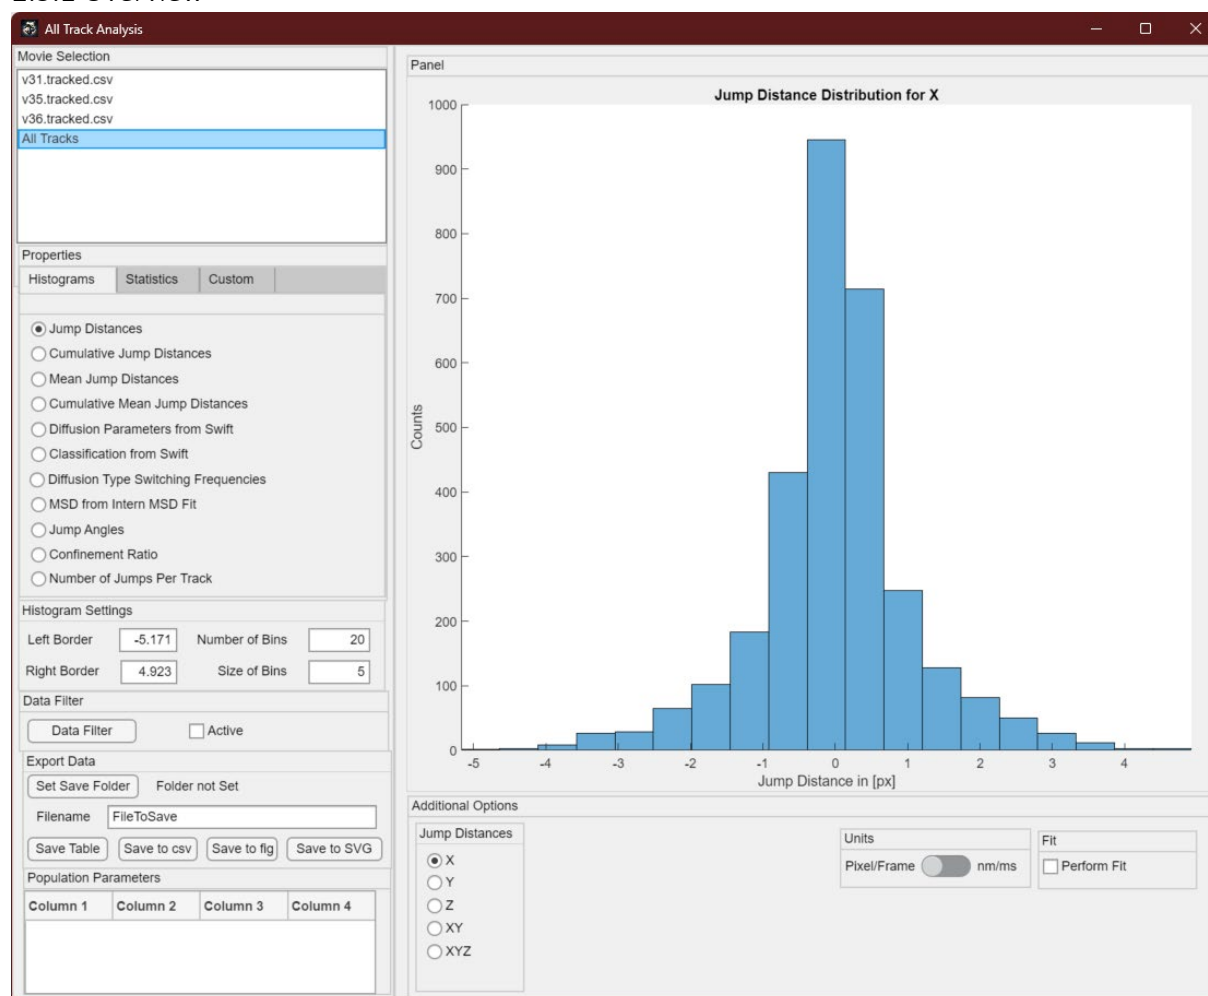 All Track Analysis
Movie Selection
v31.tracked.csv
v35.tracked.csv
v36.tracked.csv
All Tracks
Properties
Histograms Statistics Custom
Jump Distances
Cumulative Jump Distances
Mean Jump Distances
Cumulative Mean Jump Distances
Diffusion Parameters from Swift
Classification from Swift
Diffusion Type Switching Frequencies
MSD from Intern MSD Fit
Jump Angles
Confinement Ratio
Number of Jumps Per Track
Histogram Settings
Left Border -5.171 Number of Bins 20
Right Border 4.923 Size of Bins 5
Data Filter
Data Filter Active
Export Data
Set Save Folder Folder not Set
Filename FileToSave
Save Table Save to csv Save to fig Save to SVG
Population Parameters
Column 1 Column 2 Column 3 Column 4
Panel
Jump Distance Distribution for X
1000
900
800
700
600
500
400
300
200
100
0
Counts
-5 -4 -3 -2 -1 0 1 2 3 4
Jump Distance in [px]
Additional Options
Jump Distances
X
Y
Z
XY
XYZ
Units
Pixel/Frame nm/ms
Fit
Perform Fit